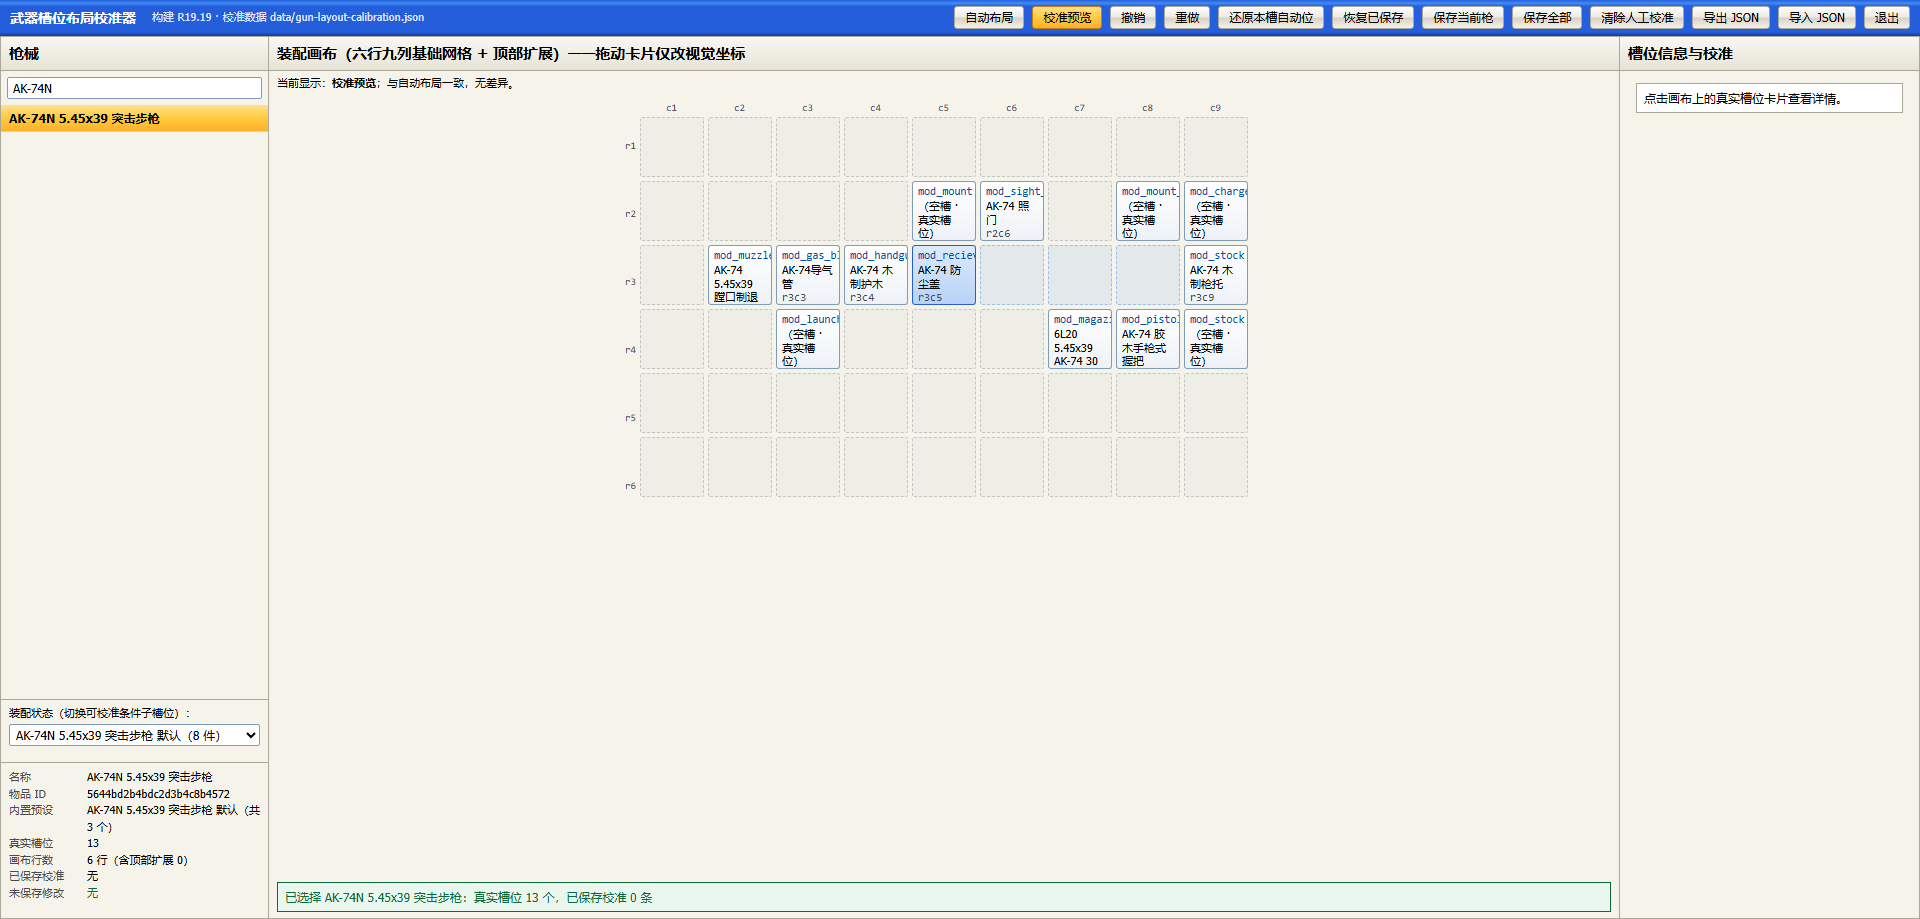 武器槽位布局校准器 构建 R19.19 · 校准数据 data/gun-layout-calibration.json 自动布局 校准预览 撤销 重做 还原本槽自动位 恢复已保存 保存当前枪 保存全部 清除人工校准 导出 JSON 导入 JSON 退出
枪械
AK-74N
AK-74N 5.45x39 突击步枪
装配状态（切换可校准条件子槽位）:
AK-74N 5.45x39 突击步枪 默认（8 件）
名称 AK-74N 5.45x39 突击步枪
物品 ID 5644bd2b4bdc2d3b4c8b4572
内置预设 AK-74N 5.45x39 突击步枪 默认（共
3 个）
真实槽位 13
画布行数 6 行（含顶部扩展 0）
已保存校准 无
未保存修改 无
装配画布（六行九列基础网格 + 顶部扩展）——拖动卡片仅改视觉坐标
当前显示：校准预览；与自动布局一致，无差异。
c1 c2 c3 c4 c5 c6 c7 c8 c9
r1
r2
mod_mount
（空槽 ·
真实槽
位）
mod_sight_
AK-74 照
门
r2c6
mod_mount_
（空槽 ·
真实槽
位）
mod_charge
（空槽 ·
真实槽
位）
r3
mod_muzzle
AK-74
5.45x39
膛口制退
mod_gas_bl
AK-74导气
管
r3c3
mod_handgu
AK-74 木
制护木
r3c4
mod_reciev
AK-74 防
尘盖
r3c5
mod_stock
AK-74 木
制枪托
r3c9
r4
mod_launch
（空槽 ·
真实槽
位）
mod_magazi
6L20
5.45x39
AK-74 30
mod_pistol
AK-74 胶
木手枪式
握把
mod_stock
（空槽 ·
真实槽
位）
r5
r6
已选择 AK-74N 5.45x39 突击步枪：真实槽位 13 个，已保存校准 0 条
槽位信息与校准
点击画布上的真实槽位卡片查看详情。